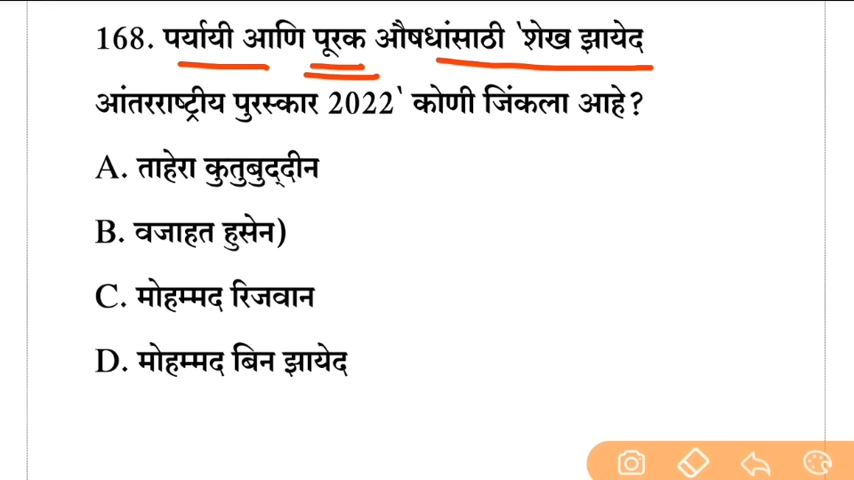 168. पर्यायी आणि पूरक औषधांसाठी 'शेख झायेद
आंतरराष्ट्रीय पुरस्कार 2022' कोणी जिंकला आहे?
A. ताहेरा कुतुबुद्दीन
B. वजाहत हुसेन)
C. मोहम्मद रिजवान
D. मोहम्मद बिन झायेद